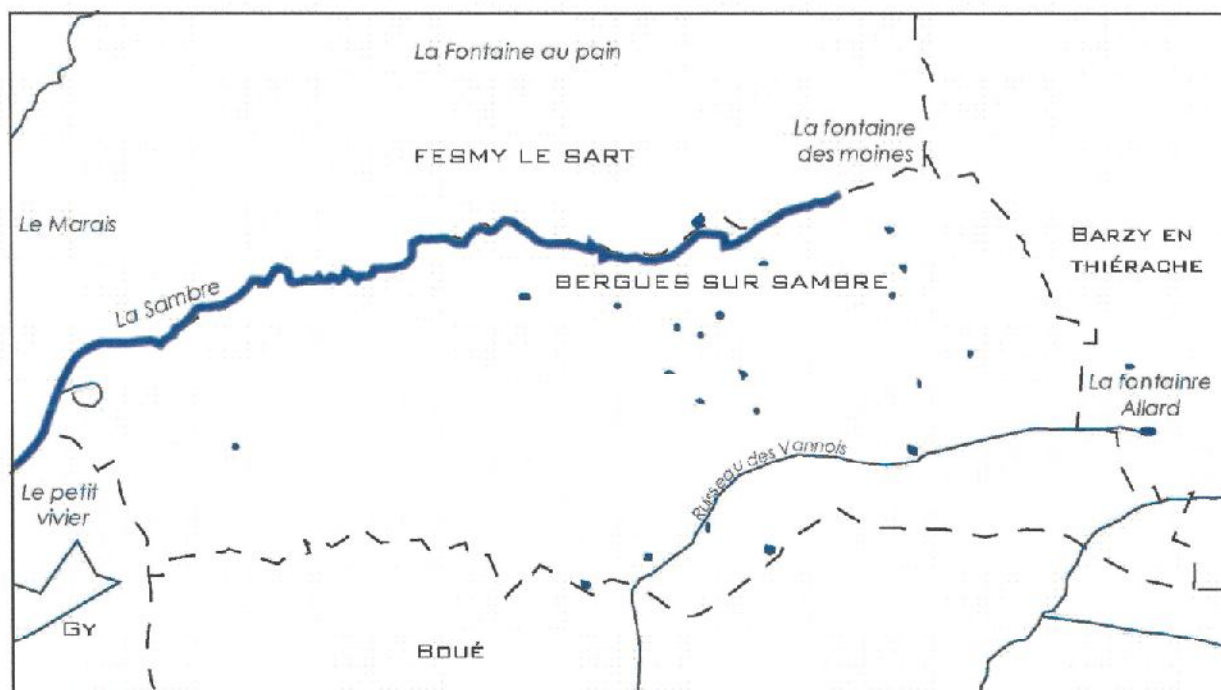 La Fontaine au pain
La fontainre
des moines
FESMY LE SART
Le Marais
BARZY EN
THIÉRACHE
La Sambre
BERGUES SUR SAMBRE
La fontainre
Allard
Ruisseau des Vannois
Le petit
vivier
GY
BOUÉ